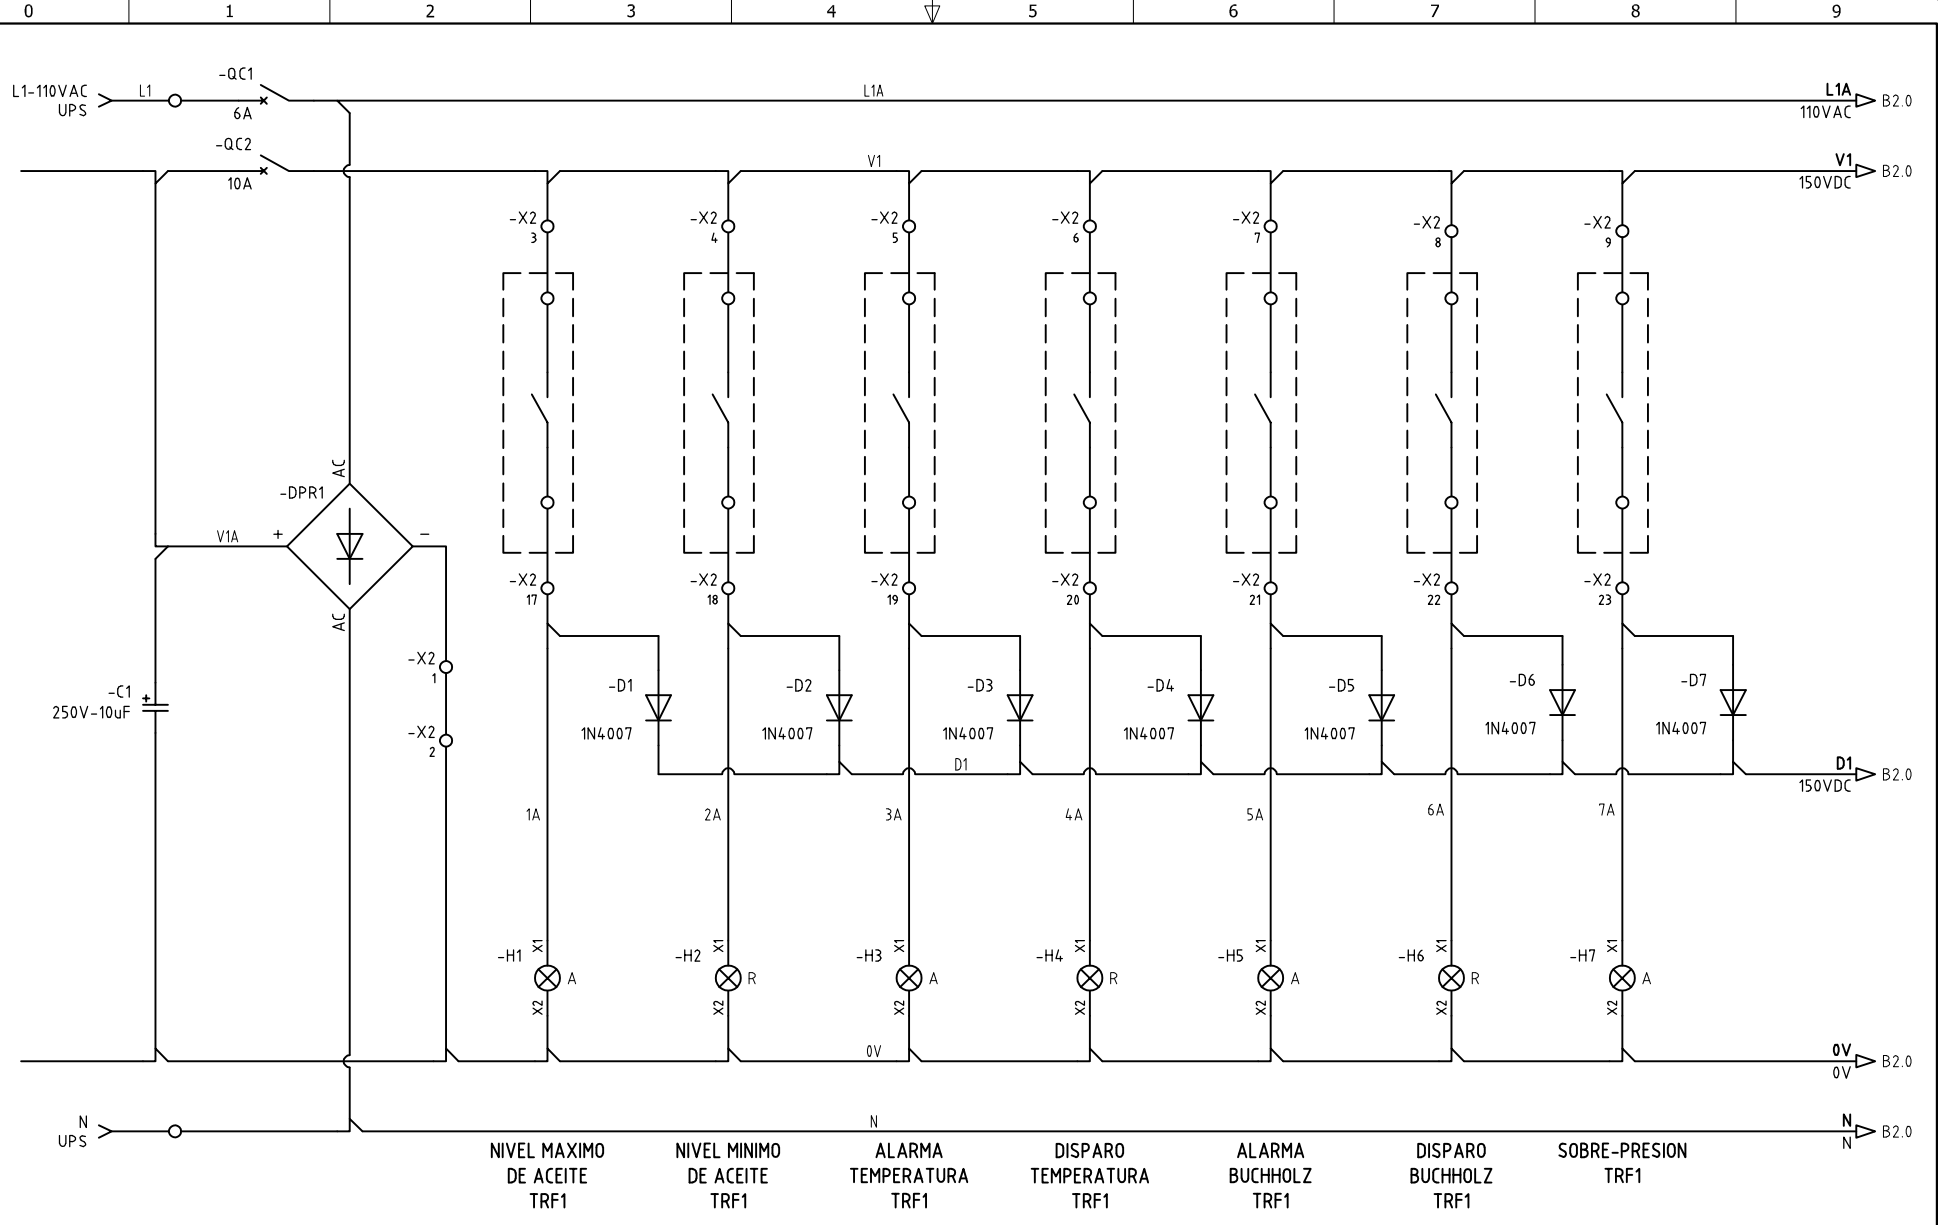 0 1 2 3 4 5 6 7 8 9
-QC1
L1-110VAC L1 L1A L1A
UPS 6A 110VAC B2.0
-QC2
V1 V1
10A 150VDC B2.0
-X2 -X2 -X2 -X2 -X2 -X2 -X2
3 4 5 6 7 8 9
AC
-DPR1
V1A + -
-X2 -X2 -X2 -X2 -X2 -X2 -X2
17 18 19 20 21 22 23
AC
-X2
1
-C1 + -D1 -D2 -D3 -D4 -D5 -D6 -D7
250V-10uF
1N4007 1N4007 1N4007 1N4007 1N4007 1N4007 1N4007
-X2
2
D1 D1
150VDC B2.0
1A 2A 3A 4A 5A 6A 7A
X1 X1 X1 X1 X1 X1 X1
-H1 -H2 -H3 -H4 -H5 -H6 -H7
A R A R A R A
X2 X2 X2 X2 X2 X2 X2
0V 0V
0V B2.0
N N N
UPS N B2.0
NIVEL MAXIMO
DE ACEITE
TRF1
NIVEL MINIMO
DE ACEITE
TRF1
ALARMA
TEMPERATURA
TRF1
DISPARO
TEMPERATURA
TRF1
ALARMA
BUCHHOLZ
TRF1
DISPARO
BUCHHOLZ
TRF1
SOBRE-PRESION
TRF1